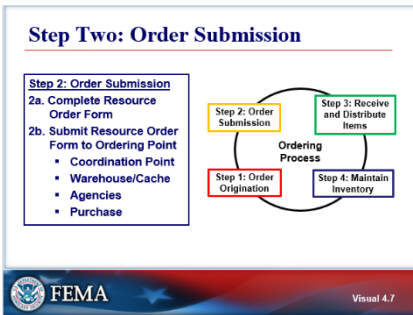 Step Two: Order Submission
Step 2: Order Submission
2a. Complete Resource
Order Form
2b. Submit Resource Order
Form to Ordering Point
▪ Coordination Point
▪ Warehouse/Cache
▪ Agencies
▪ Purchase
Step 2: Order
Submission
Step 3: Receive
and Distribute
Items
Ordering
Process
Step 1: Order
Origination
Step 4: Maintain
Inventory
FEMA
Visual 4.7